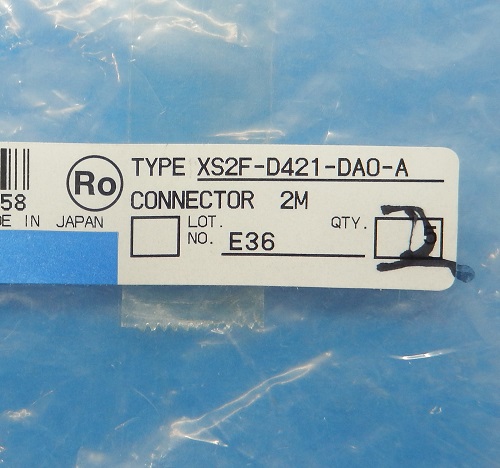 Ro TYPE XS2F-D421-DA0-A
58 CONNECTOR 2M
DE IN JAPAN LOT. NO. E36 QTY.